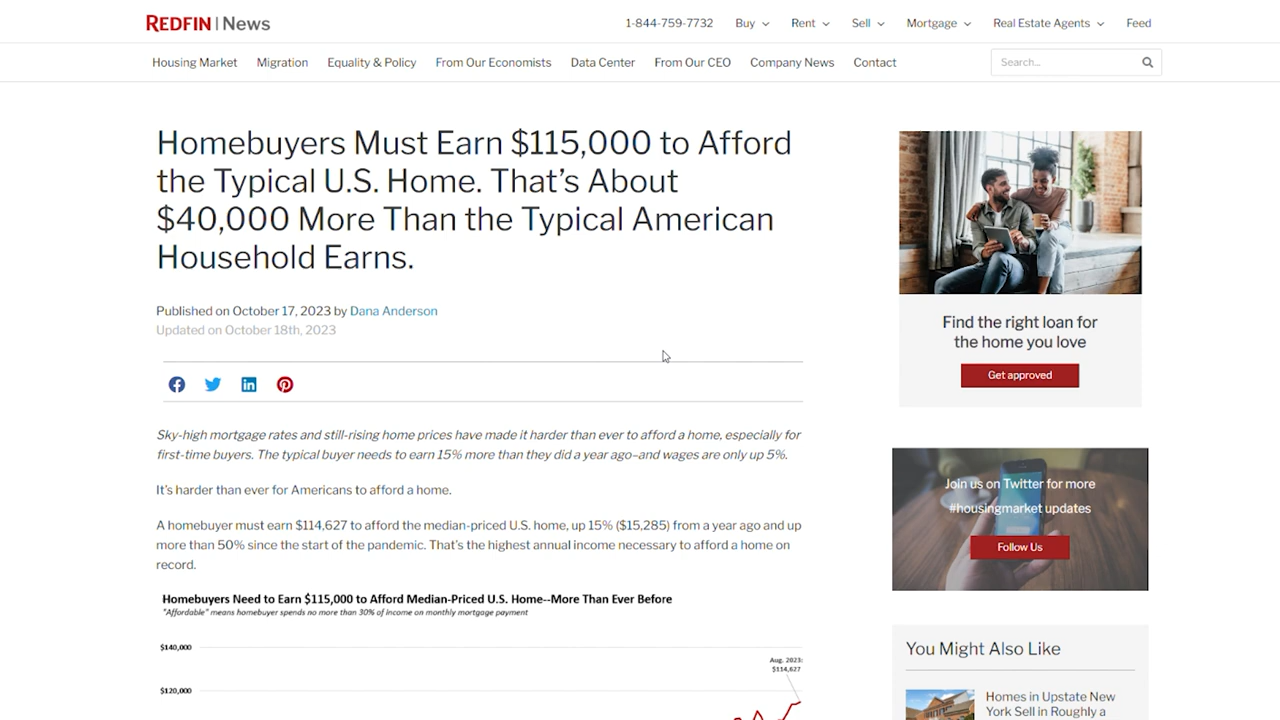 REDFIN | News
1-844-759-7732 Buy Rent Sell Mortgage Real Estate Agents Feed
Housing Market Migration Equality & Policy From Our Economists Data Center From Our CEO Company News Contact
Search...
Homebuyers Must Earn $115,000 to Afford
the Typical U.S. Home. That's About
$40,000 More Than the Typical American
Household Earns.
Published on October 17, 2023 by Dana Anderson
Updated on October 18th, 2023
Sky-high mortgage rates and still-rising home prices have made it harder than ever to afford a home, especially for
first-time buyers. The typical buyer needs to earn 15% more than they did a year ago–and wages are only up 5%.
It's harder than ever for Americans to afford a home.
A homebuyer must earn $114,627 to afford the median-priced U.S. home, up 15% ($15,285) from a year ago and up
more than 50% since the start of the pandemic. That's the highest annual income necessary to afford a home on
record.
Homebuyers Need to Earn $115,000 to Afford Median-Priced U.S. Home--More Than Ever Before
"Affordable" means homebuyer spends no more than 30% of income on monthly mortgage payment
$140,000
Aug. 2023:
$114,627
$120,000
Find the right loan for
the home you love
Get approved
Join us on Twitter for more
#housingmarket updates
Follow Us
You Might Also Like
Homes in Upstate New
York Sell in Roughly a